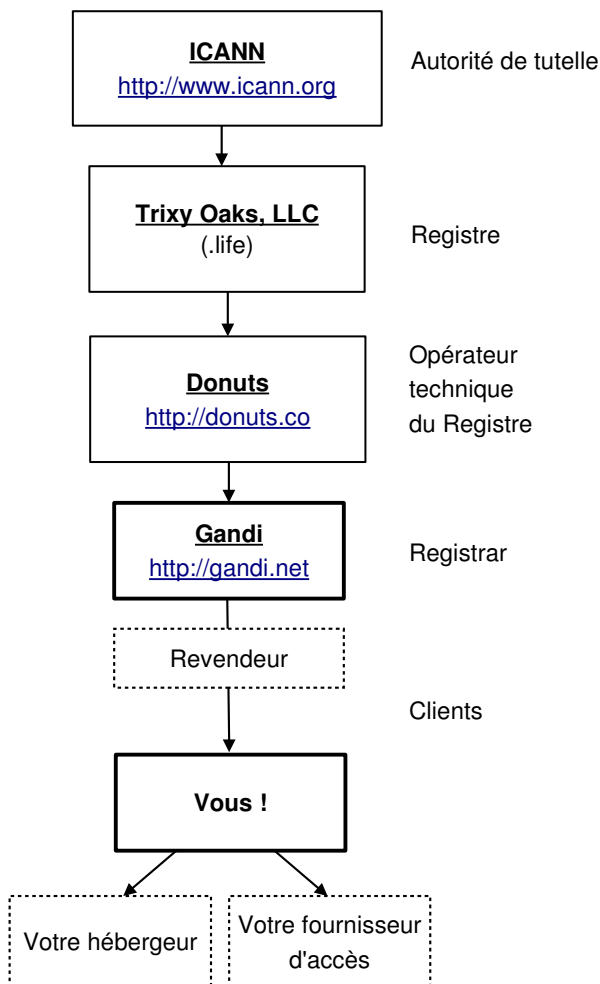 ICANN
http://www.icann.org
Autorité de tutelle
Trixy Oaks, LLC
(.life)
Registre
Donuts
http://donuts.co
Opérateur
technique
du Registre
Gandi
http://gandi.net
Registrar
Revendeur
Clients
Vous !
Votre hébergeur
Votre fournisseur
d'accès